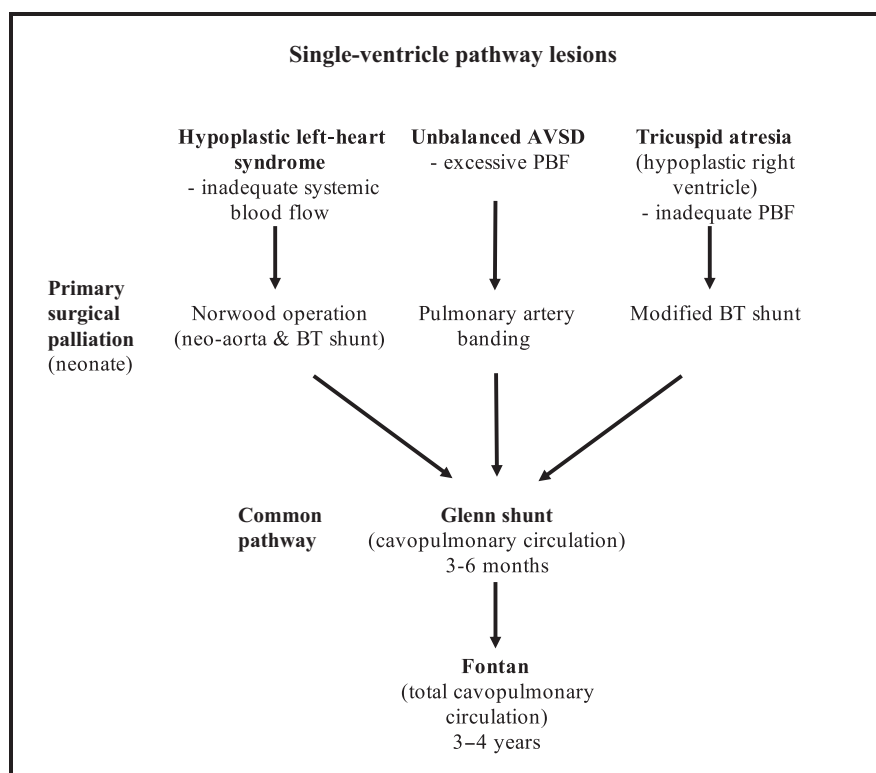 Single-ventricle pathway lesions
Hypoplastic left-heart
syndrome
- inadequate systemic
blood flow
Unbalanced AVSD
- excessive PBF
Tricuspid atresia
(hypoplastic right
ventricle)
- inadequate PBF
Primary
surgical
palliation
(neonate)
Norwood operation
(neo-aorta & BT shunt)
Pulmonary artery
banding
Modified BT shunt
Common
pathway
Glenn shunt
(cavopulmonary circulation)
3-6 months
Fontan
(total cavopulmonary
circulation)
3–4 years